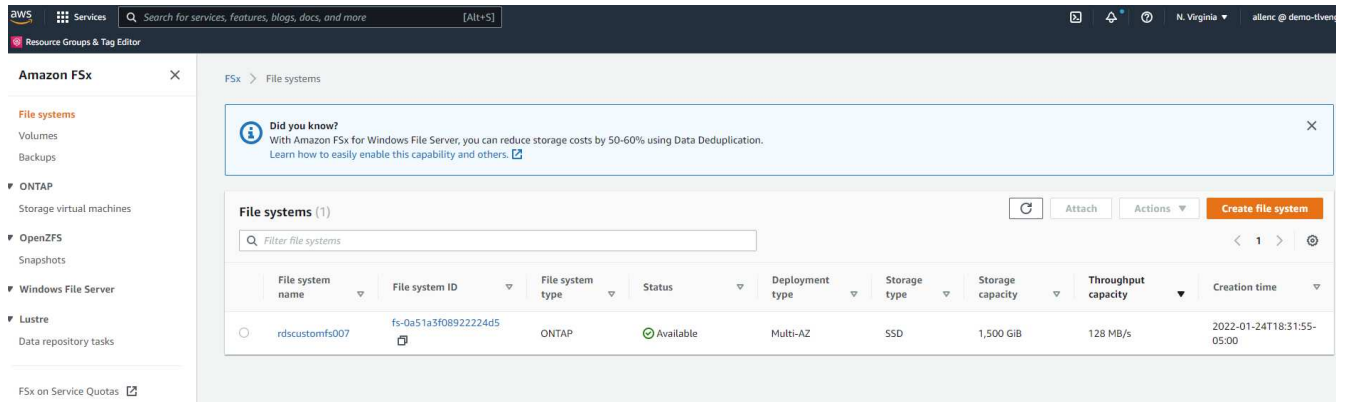 aws Services Search for services, features, blogs, docs, and more [Alt+S] N. Virginia ▼ allenc @ demo-tlveng
Resource Groups & Tag Editor
Amazon FSx
File systems
Volumes
Backups
ONTAP
Storage virtual machines
OpenZFS
Snapshots
Windows File Server
Lustre
Data repository tasks
FSx on Service Quotas
FSx > File systems
Did you know?
With Amazon FSx for Windows File Server, you can reduce storage costs by 50-60% using Data Deduplication.
Learn how to easily enable this capability and others.
File systems (1) Attach Actions ▼ Create file system
Filter file systems < 1 >
File system name File system ID File system type Status Deployment type Storage type Storage capacity Throughput capacity Creation time
rdscustomfs007 fs-0a51a3f08922224d5 ONTAP Available Multi-AZ SSD 1,500 GiB 128 MB/s 2022-01-24T18:31:55-05:00